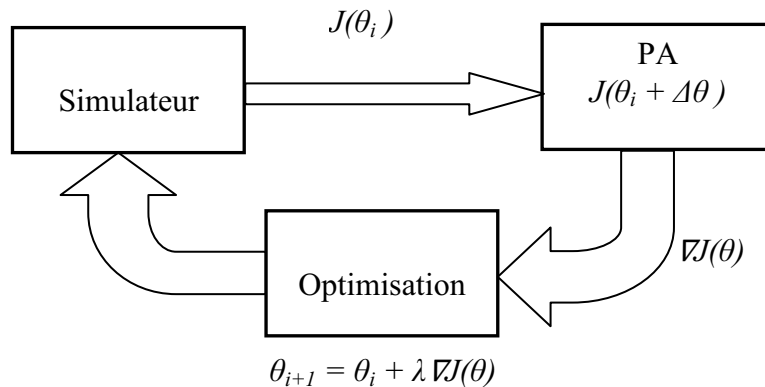 J(θᵢ)
Simulateur
PA
J(θᵢ + Δθ )
∇J(θ)
Optimisation
θᵢ₊₁ = θᵢ + λ∇J(θ)